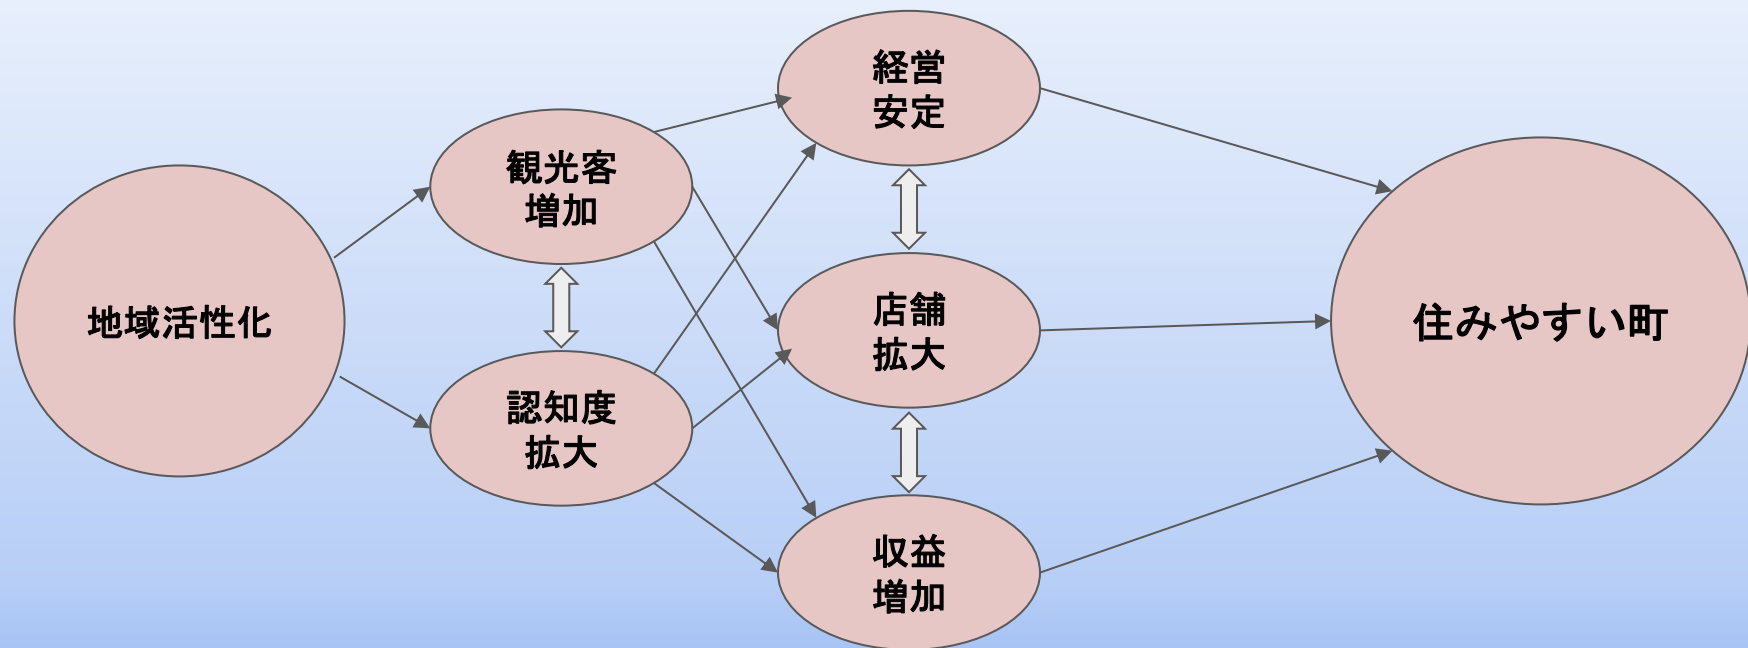 地域活性化
観光客
増加
認知度
拡大
経営
安定
店舗
拡大
収益
増加
住みやすい町